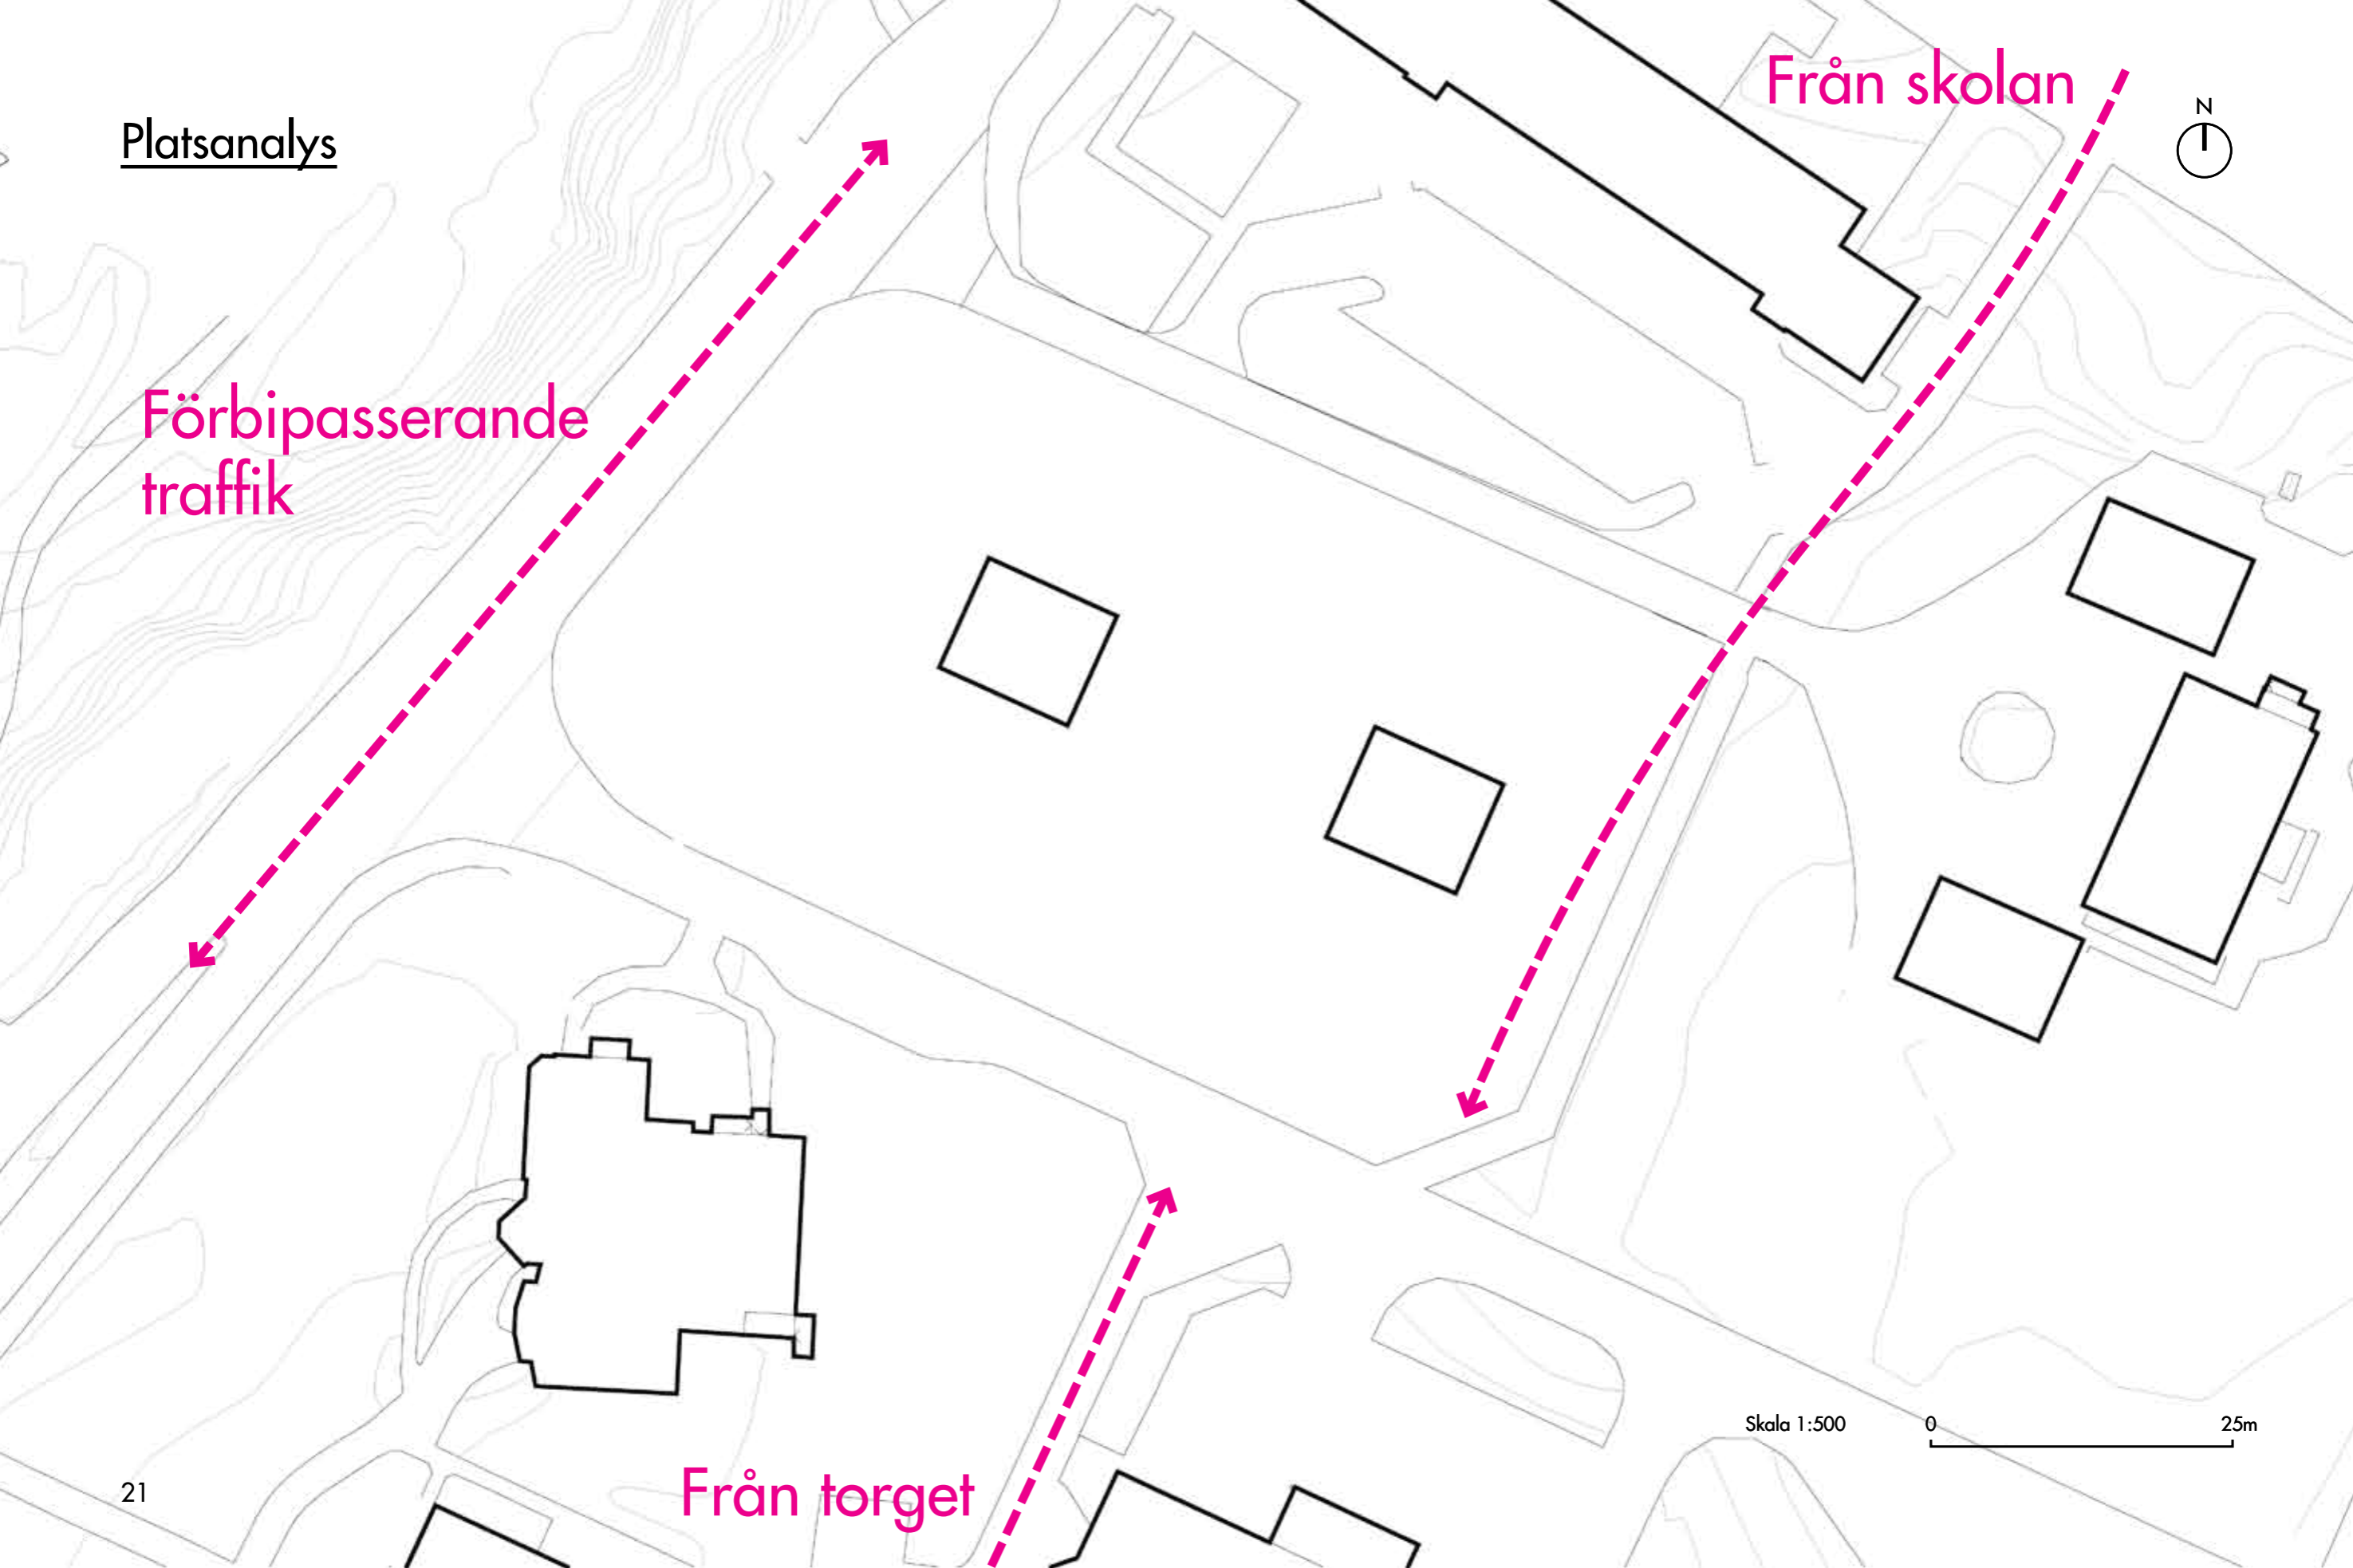 Från skolan
N
Platsanalys
Förbipasserande
traffik
Skala 1:500
0
25m
21
Från torget